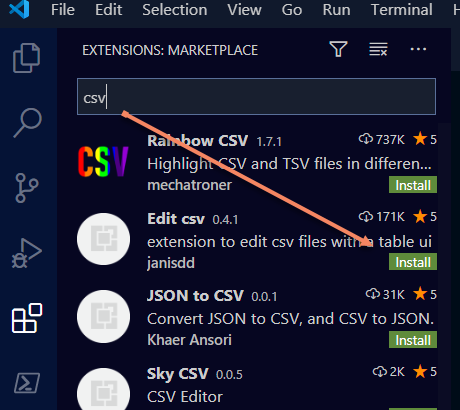 File Edit Selection View Go Run Terminal H
EXTENSIONS: MARKETPLACE
csv
CSV
Rainbow CSV 1.7.1 737K 5
Highlight CSV and TSV files in differen...
mechatroner Install
Edit csv 0.4.1 171K 5
extension to edit csv files with a table ui
janisdd Install
JSON to CSV 0.0.1 31K 5
Convert JSON to CSV, and CSV to JSON.
Khaer Ansori Install
Sky CSV 0.0.5 2K 5
CSV Editor
Install